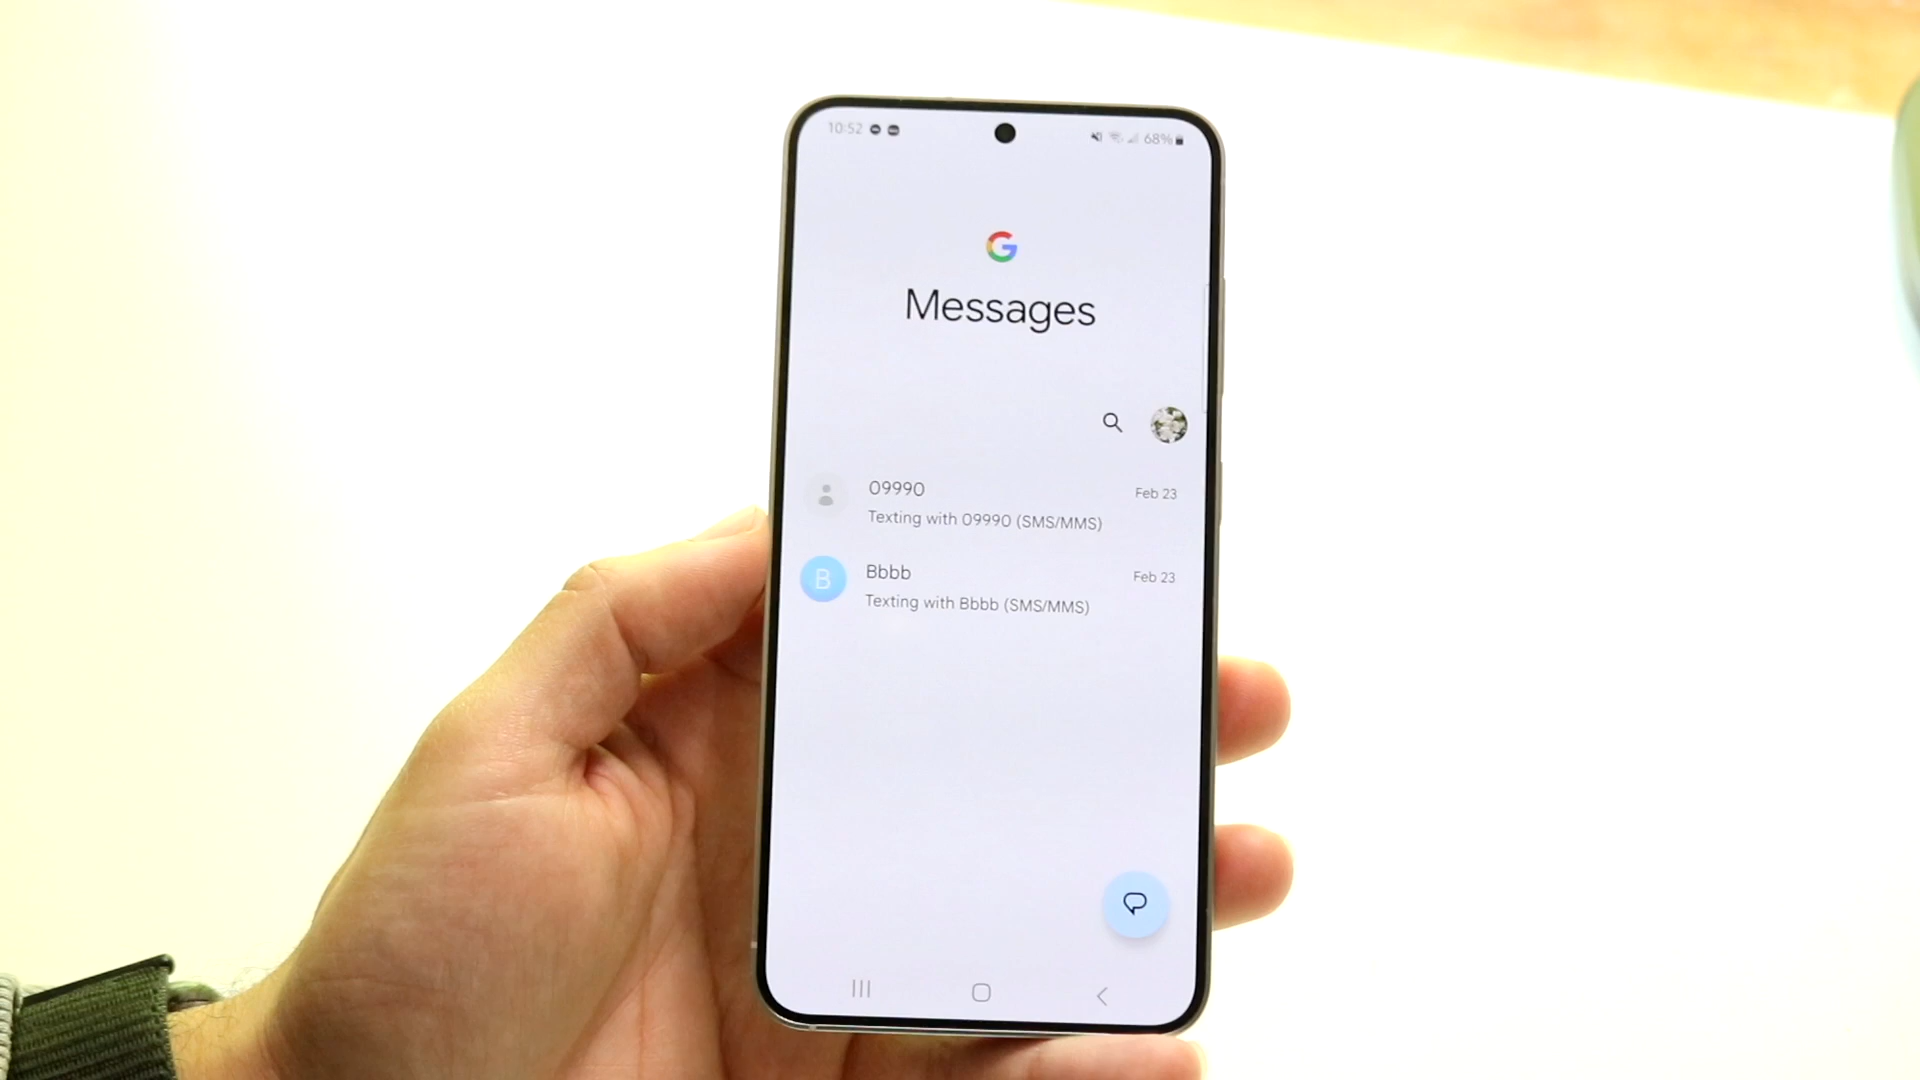 10:52 68%
G
Messages
09990 Feb 23
Texting with 09990 (SMS/MMS)
B Bbbb Feb 23
Texting with Bbbb (SMS/MMS)